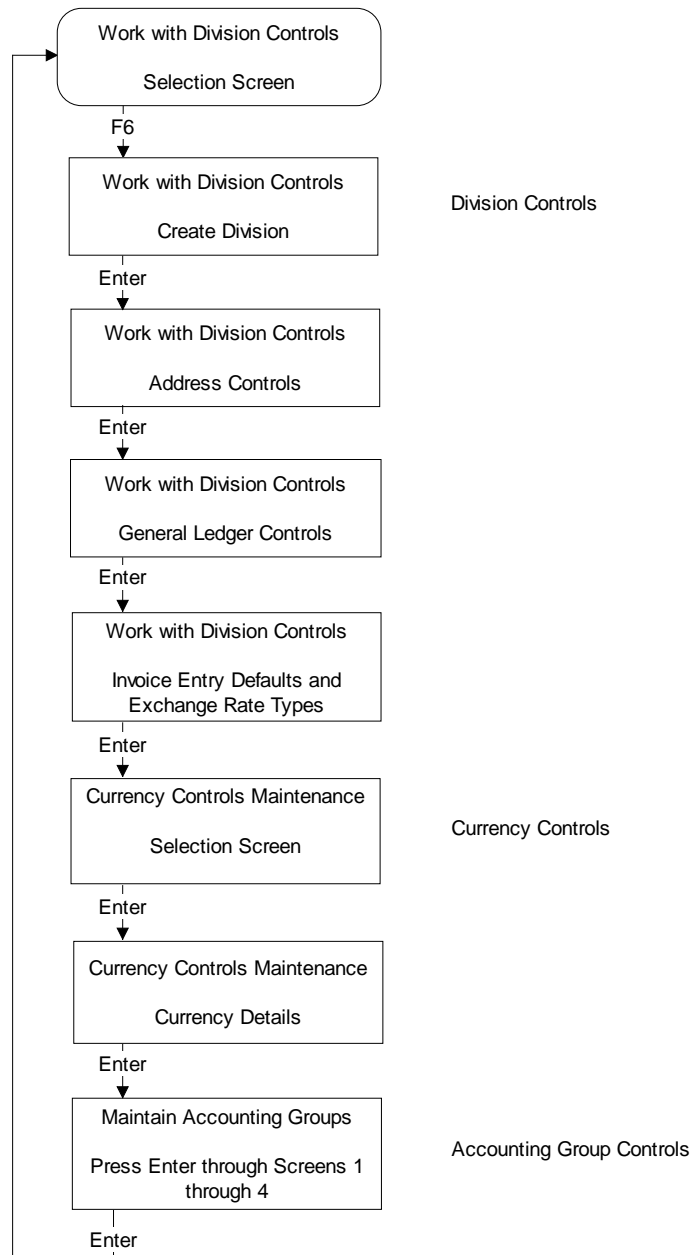 Work with Division Controls
Selection Screen
F6
Work with Division Controls
Create Division
Division Controls
Enter
Work with Division Controls
Address Controls
Enter
Work with Division Controls
General Ledger Controls
Enter
Work with Division Controls
Invoice Entry Defaults and
Exchange Rate Types
Enter
Currency Controls Maintenance
Selection Screen
Currency Controls
Enter
Currency Controls Maintenance
Currency Details
Enter
Maintain Accounting Groups
Press Enter through Screens 1
through 4
Accounting Group Controls
Enter